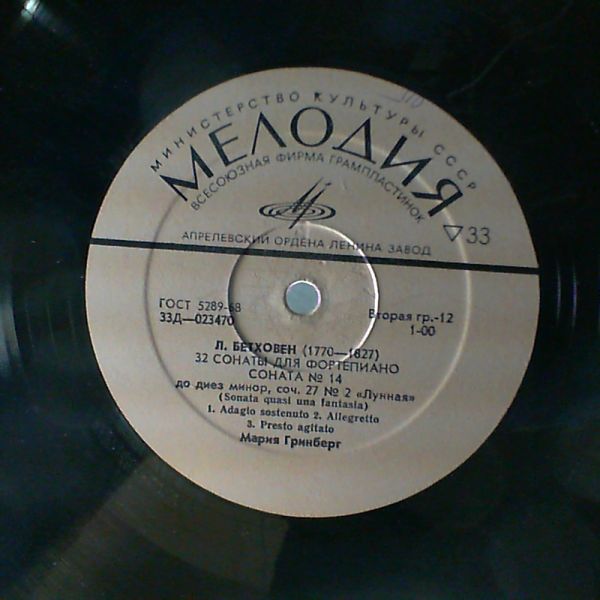 МИНИСТЕРСТВО КУЛЬТУРЫ СССР
МЕЛОДИЯ
ВСЕСОЮЗНАЯ ФИРМА ГРАМПЛАСТИНОК
33
АПРЕЛЕВСКИЙ ОРДЕНА ЛЕНИНА ЗАВОД
ГОСТ 5289-68
33Д—023470
Вторая гр.-12
1-00
Л. БЕТХОВЕН (1770—1827)
32 СОНАТЫ ДЛЯ ФОРТЕПИАНО
СОНАТА № 14
до диез минор, соч. 27 № 2 «Лунная»
(Sonata quasi una fantasia)
1. Adagio sostenuto 2. Allegretto
3. Presto agitato
Мария Гринберг